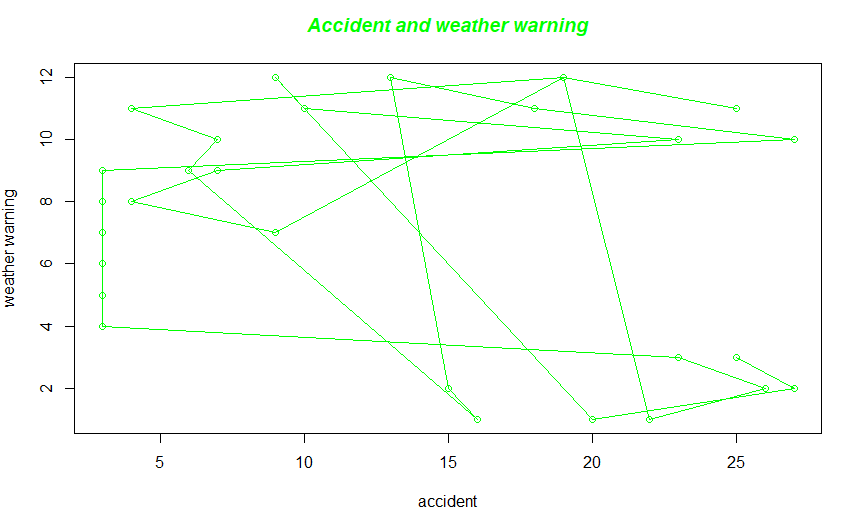 Accident and weather warning
12
10
8
6
4
2
weather warning
5 10 15 20 25
accident